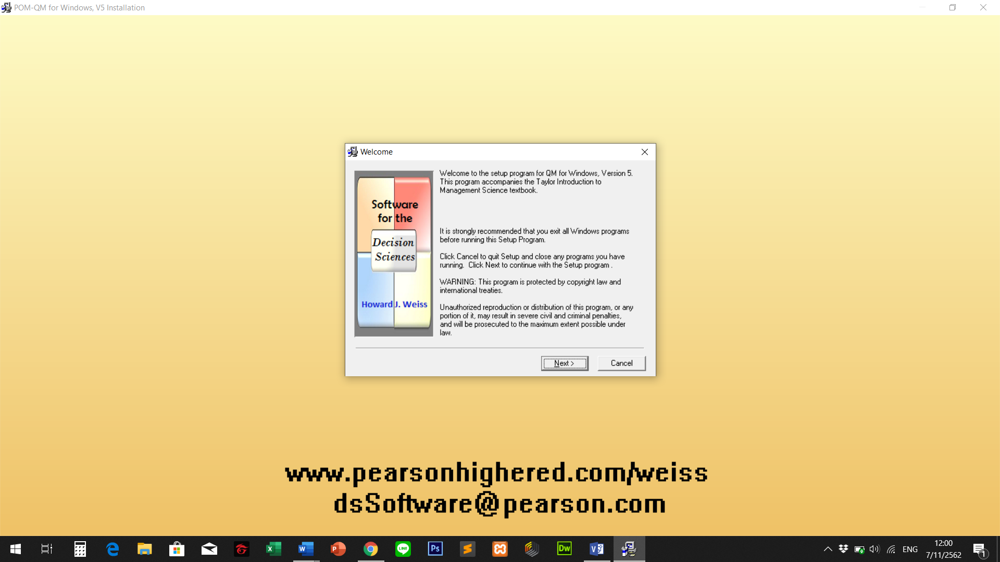 POM-QM for Windows, V5 Installation
Welcome
Software
for the
Decision
Sciences
Howard J. Weiss
Welcome to the setup program for QM for Windows, Version 5.
This program accompanies the Taylor Introduction to
Management Science textbook.
It is strongly recommended that you exit all Windows programs
before running this Setup Program.
Click Cancel to quit Setup and close any programs you have
running.  Click Next to continue with the Setup program .
WARNING: This program is protected by copyright law and
international treaties.
Unauthorized reproduction or distribution of this program, or any
portion of it, may result in severe civil and criminal penalties,
and will be prosecuted to the maximum extent possible under
law.
Next >
Cancel
www.pearsonhighered.com/weiss
dsSoftware@pearson.com
LINE
Ps
Dw
ENG
12:00
7/11/2562
1